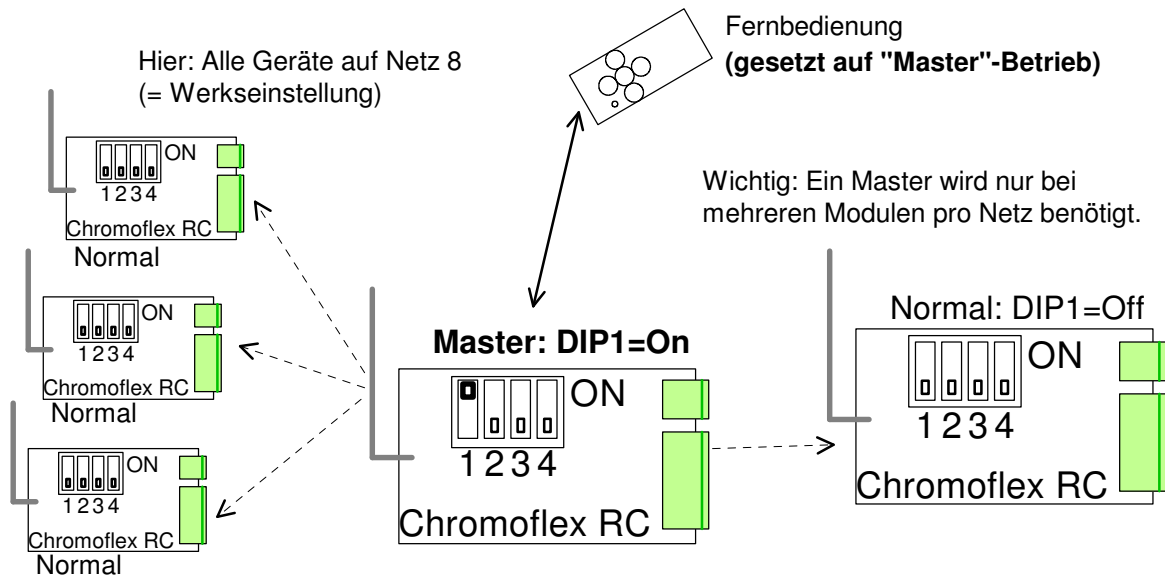 Fernbedienung
(gesetzt auf "Master"-Betrieb)
Hier: Alle Geräte auf Netz 8
(= Werkseinstellung)
ON
1234
Chromoflex RC
Normal
ON
1234
Chromoflex RC
Normal
ON
1234
Chromoflex RC
Normal
Master: DIP1=On
ON
1234
Chromoflex RC
Wichtig: Ein Master wird nur bei
mehreren Modulen pro Netz benötigt.
Normal: DIP1=Off
ON
1234
Chromoflex RC